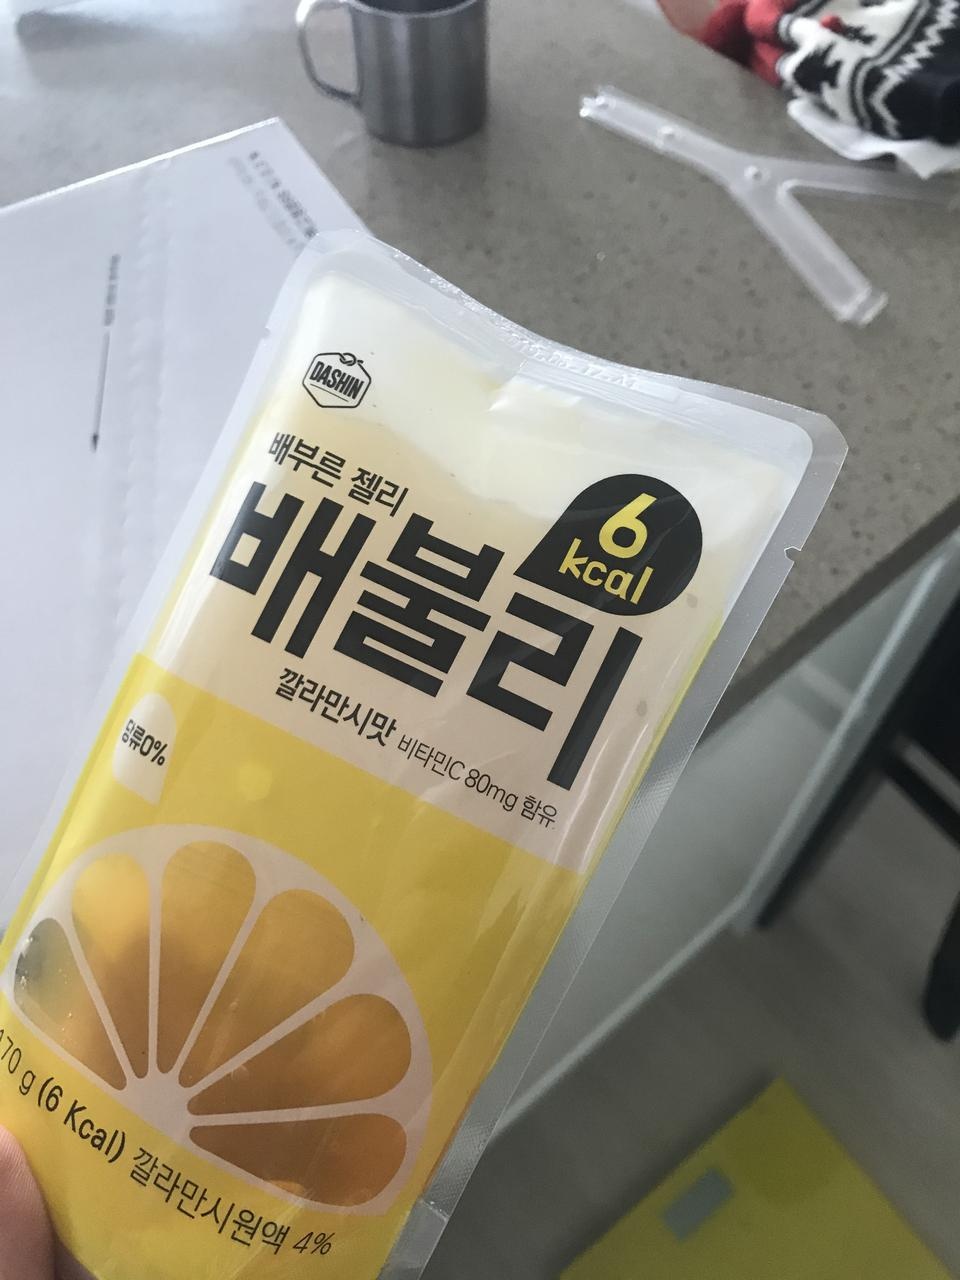 DASHIN
배부른 젤리
배불리
6
kcal
깔라만시맛 비타민C 80mg 함유
당류0%
70 g (6 Kcal) 깔라만시원액 4%